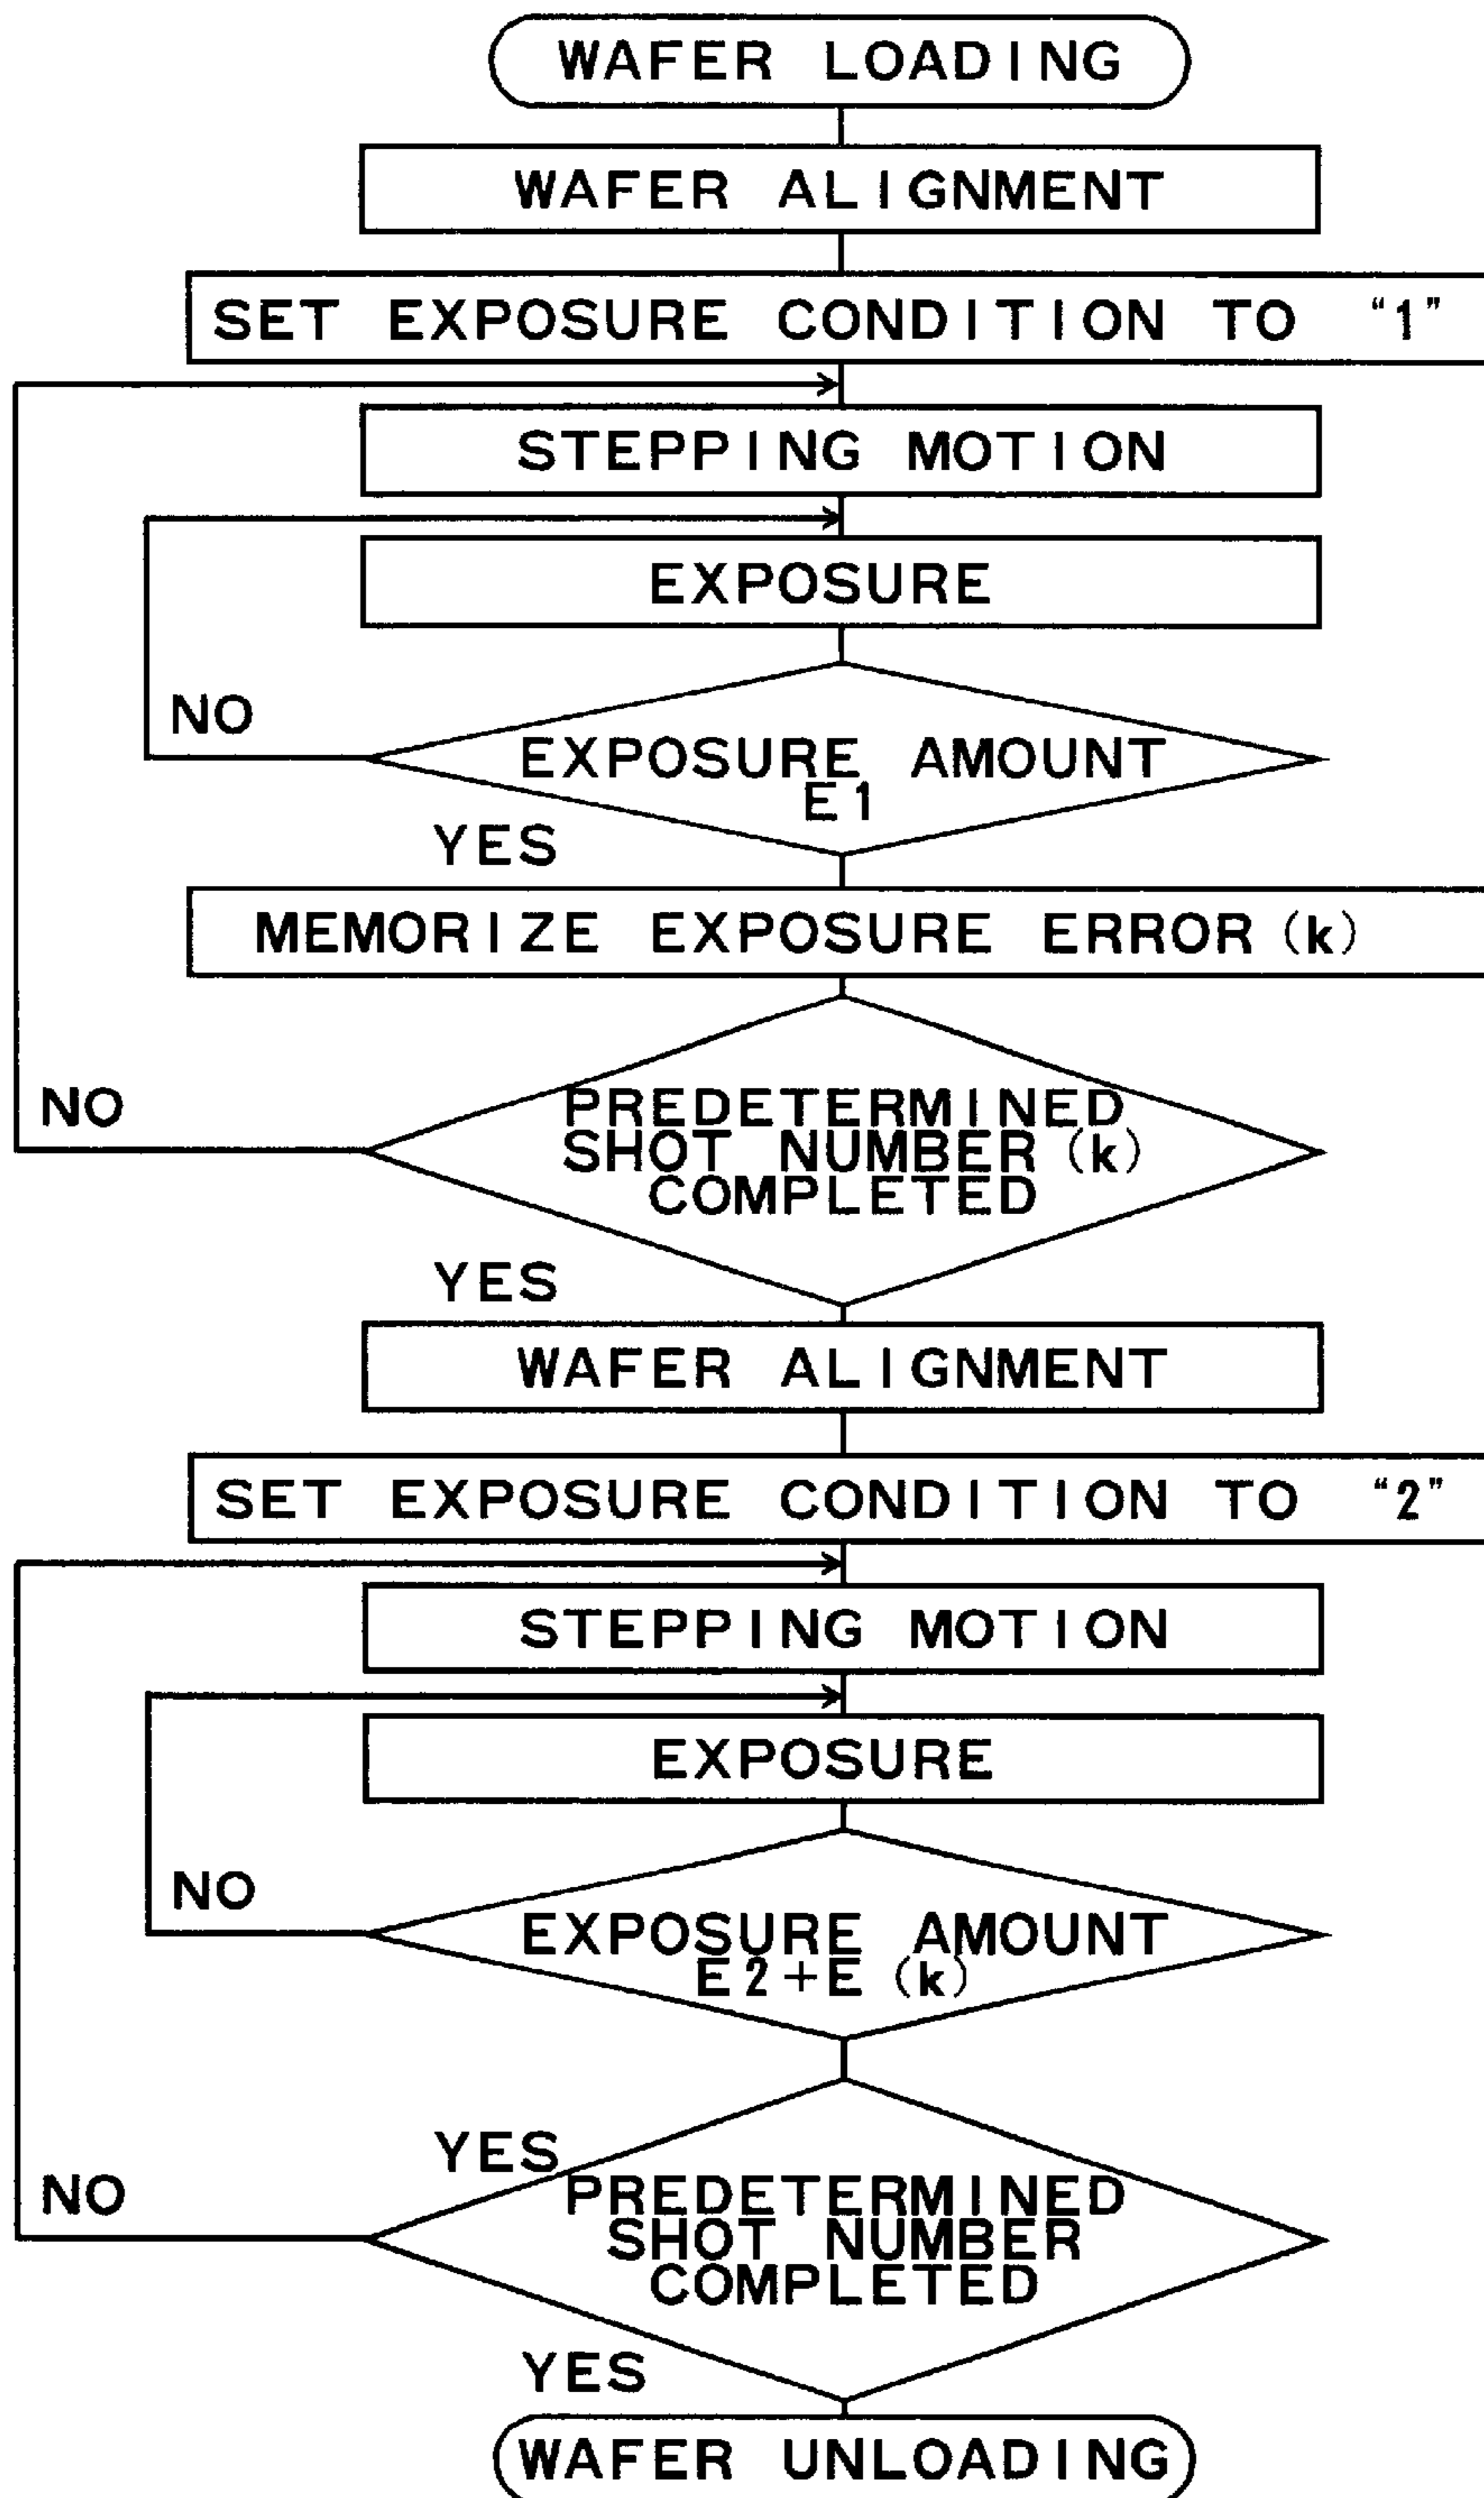 WAFER LOADING
WAFER ALIGNMENT
SET EXPOSURE CONDITION TO “1”
STEPPING MOTION
EXPOSURE
NO
EXPOSURE AMOUNT
E1
YES
MEMORIZE EXPOSURE ERROR (k)
NO
PREDETERMINED
SHOT NUMBER (k)
COMPLETED
YES
WAFER ALIGNMENT
SET EXPOSURE CONDITION TO “2”
STEPPING MOTION
EXPOSURE
NO
EXPOSURE AMOUNT
E2+E (k)
YES
NO
PREDETERMINED
SHOT NUMBER
COMPLETED
YES
WAFER UNLOADING